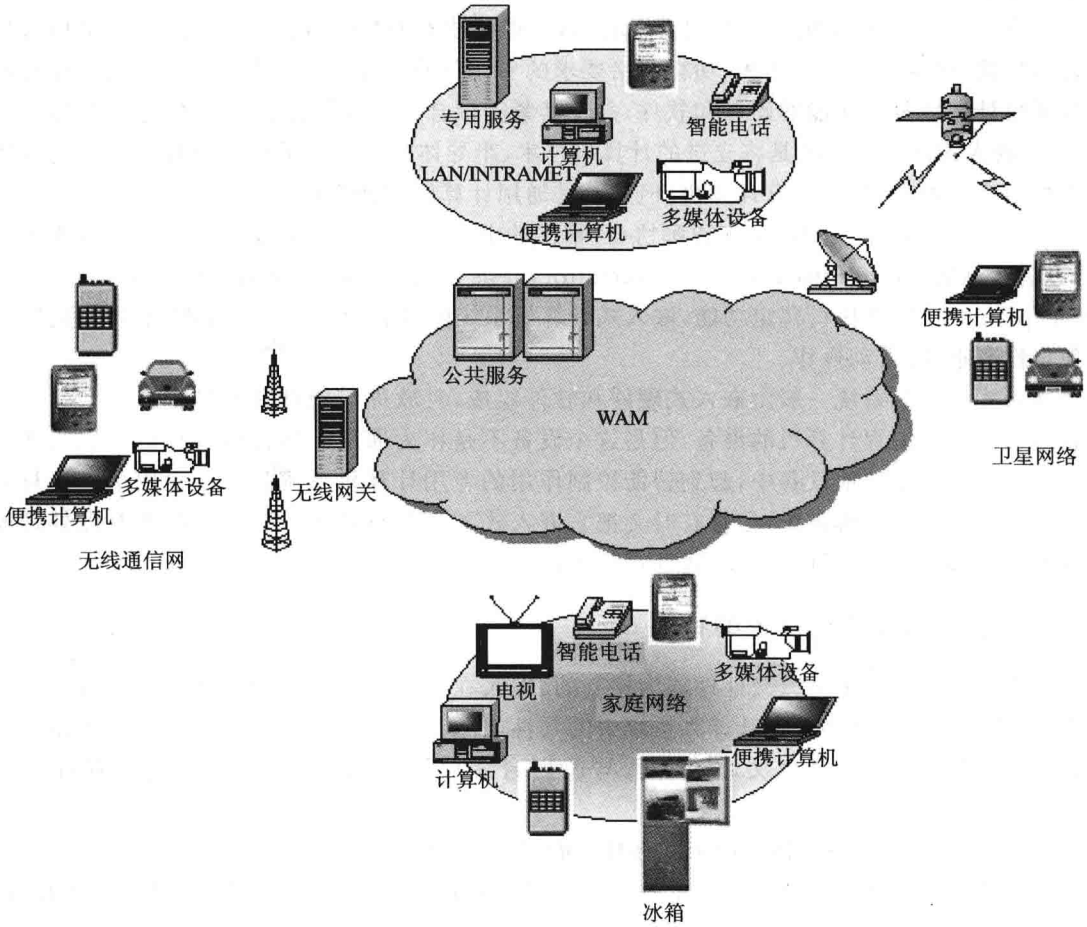 专用服务
智能电话
计算机
LAN/INTRAMET
多媒体设备
便携计算机
便携计算机
公共服务
WAM
卫星网络
多媒体设备
无线网关
便携计算机
无线通信网
智能电话
多媒体设备
电视
家庭网络
便携计算机
计算机
冰箱